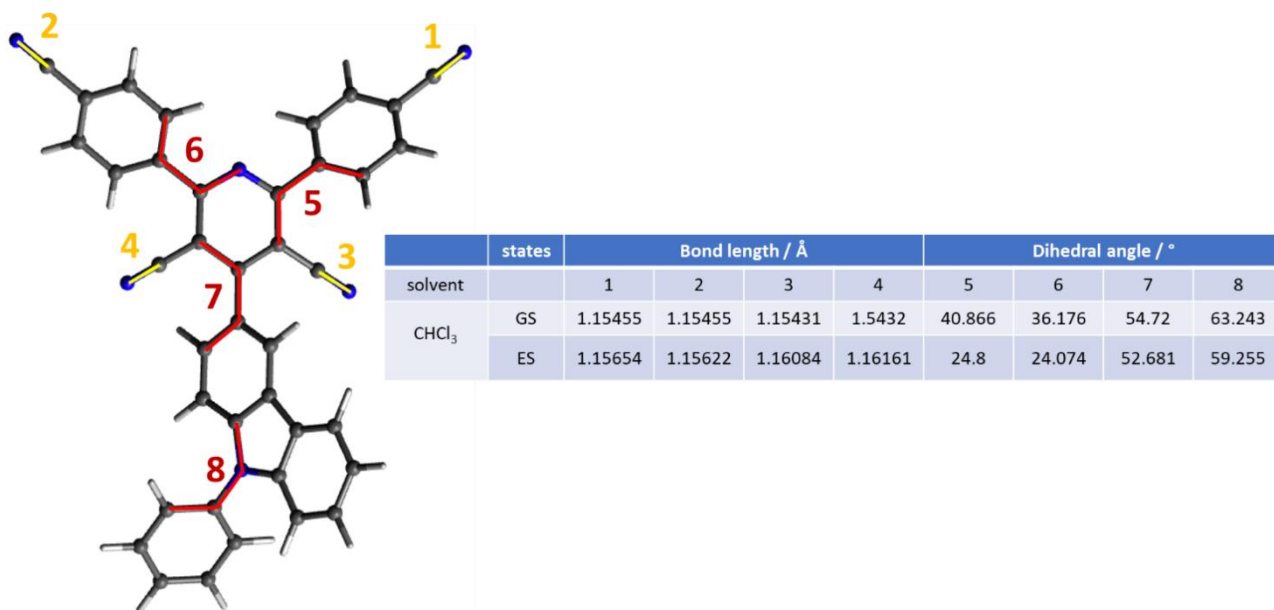 2
1
6
5
4
3
7
8
states Bond length / Å Dihedral angle / °
solvent 1 2 3 4 5 6 7 8
CHCl₃ GS 1.15455 1.15455 1.15431 1.5432 40.866 36.176 54.72 63.243
ES 1.15654 1.15622 1.16084 1.16161 24.8 24.074 52.681 59.255